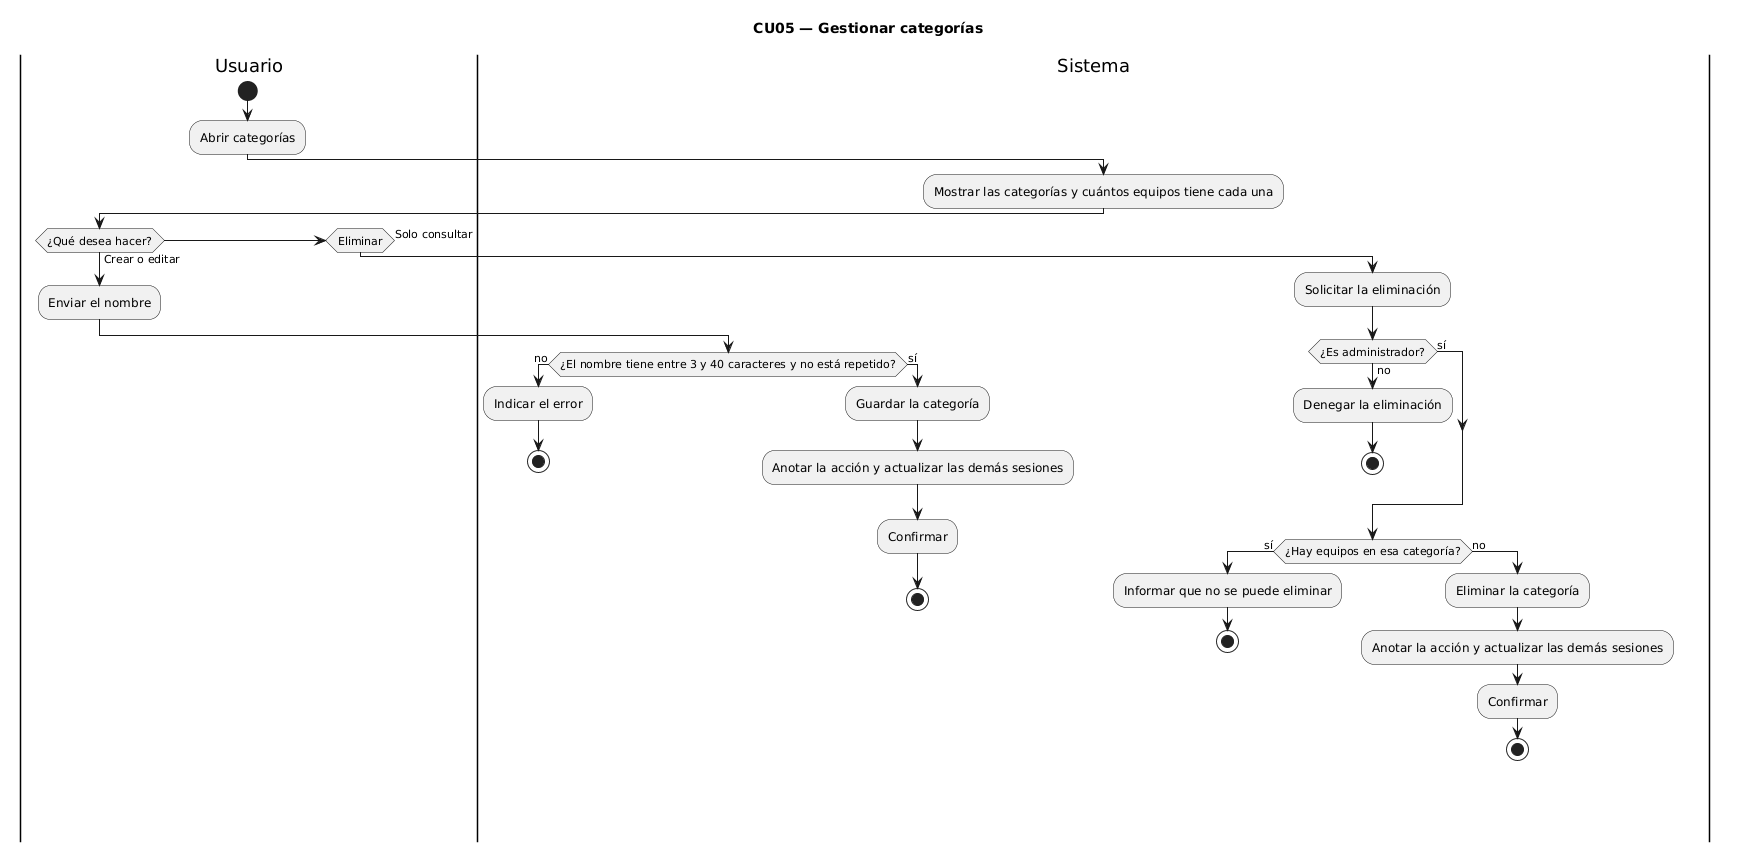 CU05 — Gestionar categorías
Usuario
Sistema
Abrir categorías
Mostrar las categorías y cuántos equipos tiene cada una
¿Qué desea hacer?
Eliminar
Solo consultar
Crear o editar
Enviar el nombre
Solicitar la eliminación
¿Es administrador?
sí
no
Denegar la eliminación
no
¿El nombre tiene entre 3 y 40 caracteres y no está repetido?
sí
Indicar el error
Guardar la categoría
Anotar la acción y actualizar las demás sesiones
Confirmar
sí
¿Hay equipos en esa categoría?
no
Informar que no se puede eliminar
Eliminar la categoría
Anotar la acción y actualizar las demás sesiones
Confirmar